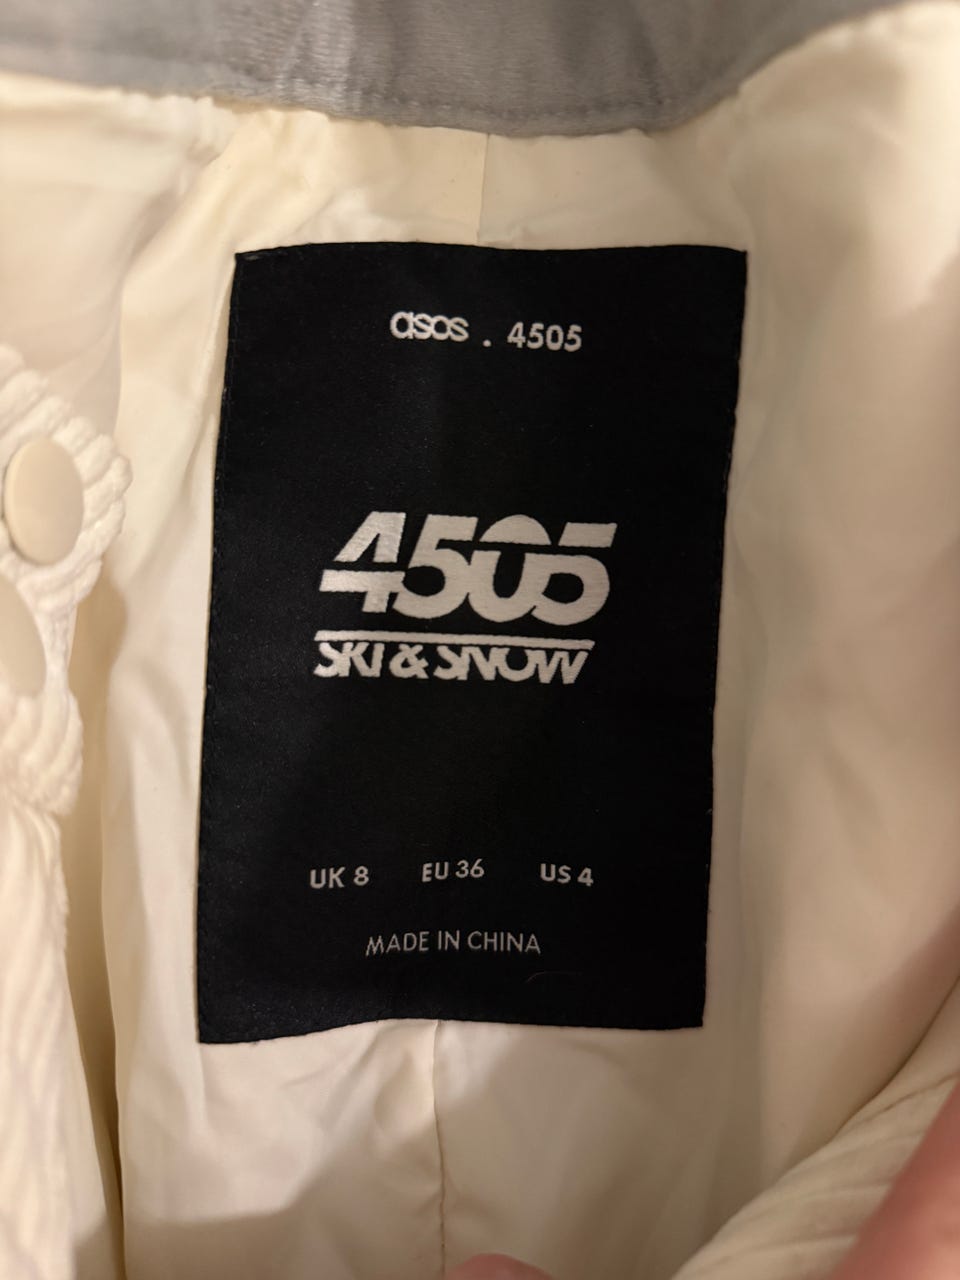 asos . 4505
4505
SKI & SNOW
UK 8 EU 36 US 4
MADE IN CHINA